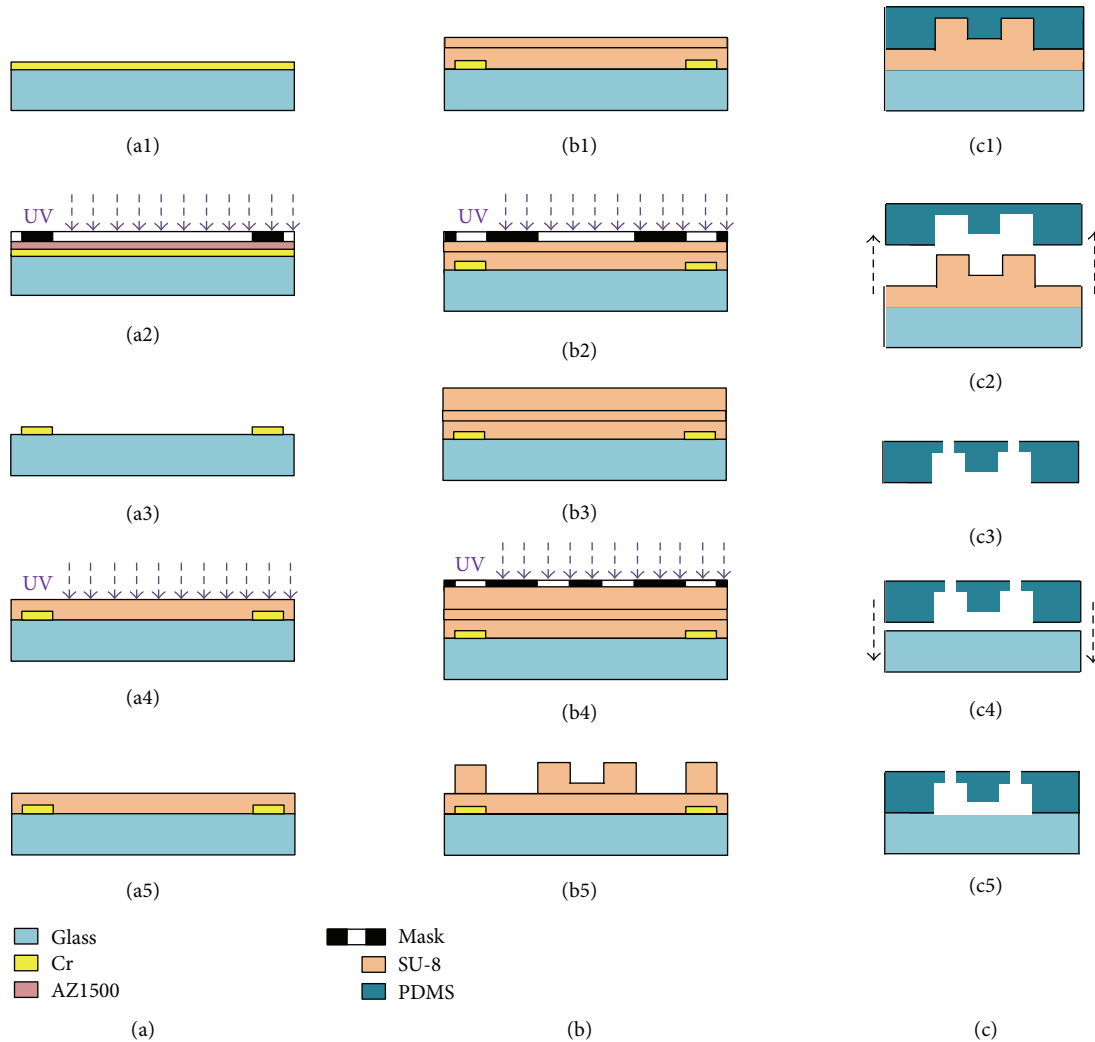 (a1)
(b1)
(c1)
UV
UV
(a2)
(b2)
(c2)
(a3)
(b3)
(c3)
UV
UV
(a4)
(b4)
(c4)
(a5)
(b5)
(c5)
Glass
Cr
AZ1500
Mask
SU-8
PDMS
(a)
(b)
(c)